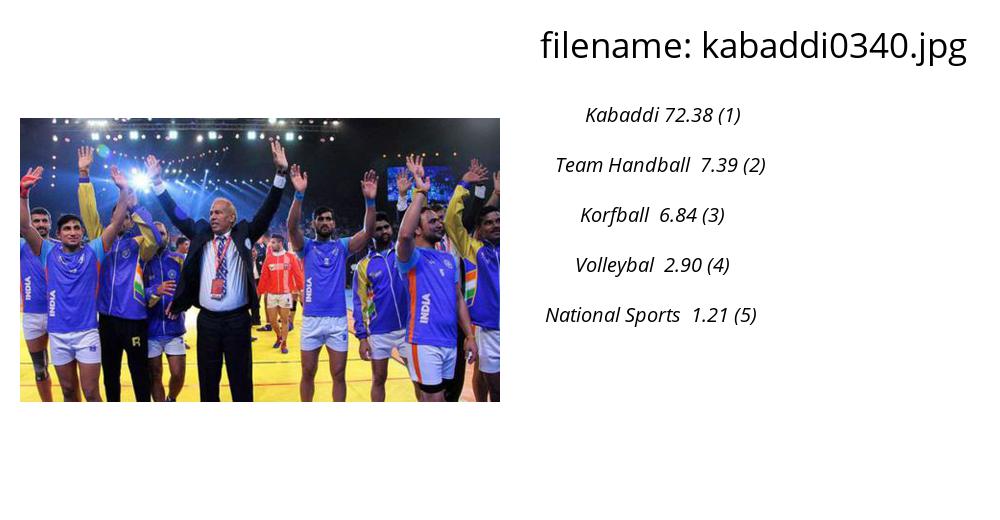 filename: kabaddi0340.jpg
Kabaddi 72.38 (1)
Team Handball 7.39 (2)
Korfball 6.84 (3)
Volleybal 2.90 (4)
National Sports 1.21 (5)
INDIA
INDIA
INDIA
INDIA